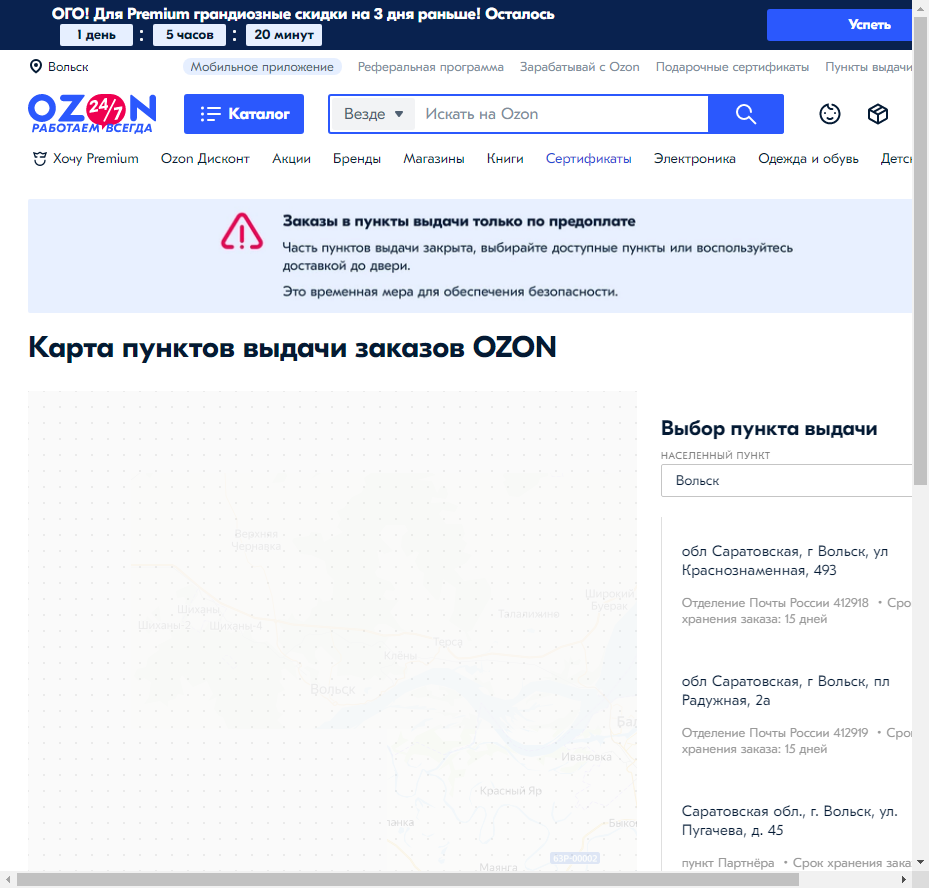 ОГО! Для Premium грандиозные скидки на 3 дня раньше! Осталось
1 день : 5 часов : 20 минут
Успеть
Вольск Мобильное приложение Реферальная программа Зарабатывай с Ozon Подарочные сертификаты Пункты выдачи
OZON 24/7
РАБОТАЕМ ВСЕГДА
Каталог
Везде Искать на Ozon
Хочу Premium Ozon Дисконт Акции Бренды Магазины Книги Сертификаты Электроника Одежда и обувь Детск
Заказы в пункты выдачи только по предоплате
Часть пунктов выдачи закрыта, выбирайте доступные пункты или воспользуйтесь
доставкой до двери.
Это временная мера для обеспечения безопасности.
Карта пунктов выдачи заказов OZON
Верхняя
Чернавка
Широкий
Буерак
Шиханы
Талалихино
Шиханы-2 Шиханы-4
Терса
Клёны
Вольск
Ивановка
Красный Яр
Быко
63Р-00002
Маянга
Выбор пункта выдачи
НАСЕЛЕННЫЙ ПУНКТ
Вольск
обл Саратовская, г Вольск, ул
Краснознаменная, 493
Отделение Почты России 412918 • Сро
хранения заказа: 15 дней
обл Саратовская, г Вольск, пл
Радужная, 2а
Отделение Почты России 412919 • Сро
хранения заказа: 15 дней
Саратовская обл., г. Вольск, ул.
Пугачева, д. 45
пункт Партнёра • Срок хранения зака